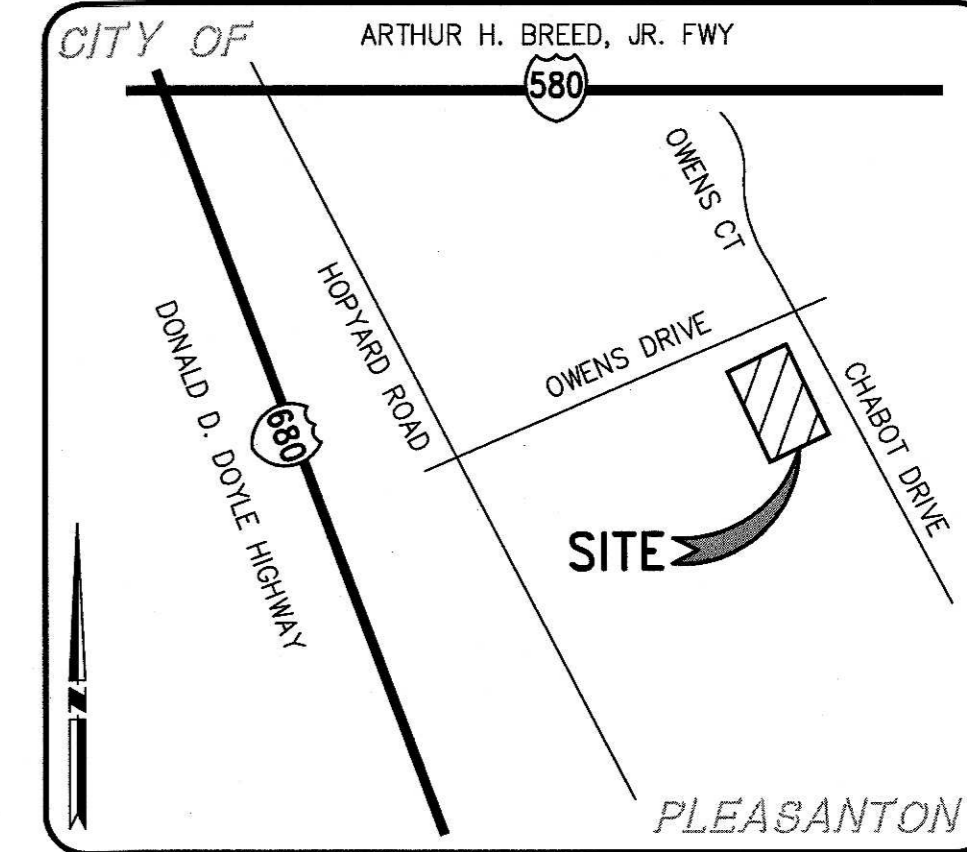 CITY OF
ARTHUR H. BREED, JR. FWY
580
OWENS CT
HOPYARD ROAD
DONALD D. DOYLE HIGHWAY
680
OWENS DRIVE
CHABOT DRIVE
SITE
N
PLEASANTON